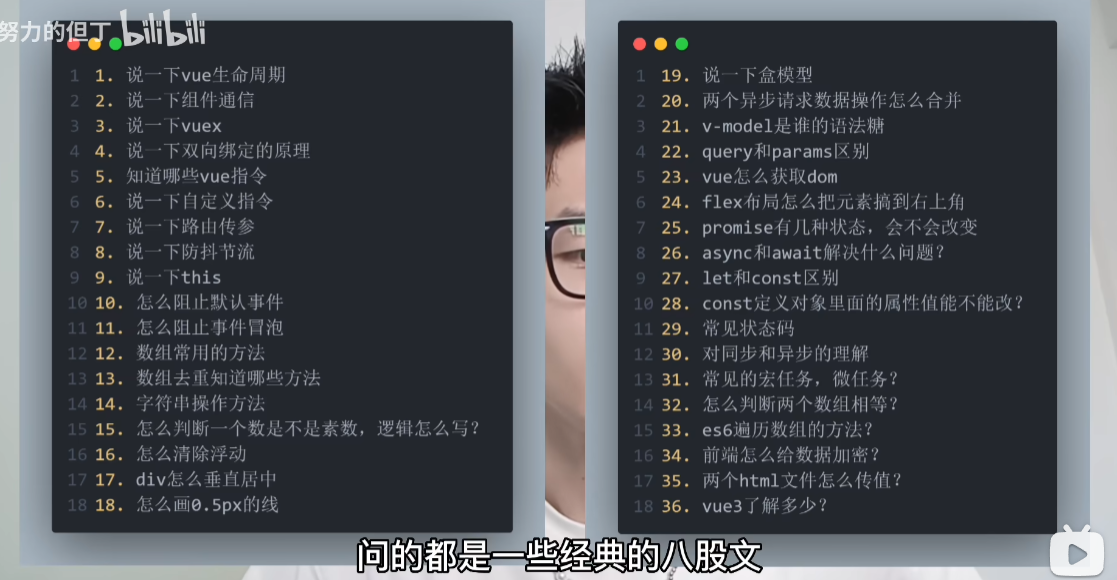 努力的但丁 bilibili
1 1. 说一下vue生命周期
2 2. 说一下组件通信
3 3. 说一下vuex
4 4. 说一下双向绑定的原理
5 5. 知道哪些vue指令
6 6. 说一下自定义指令
7 7. 说一下路由传参
8 8. 说一下防抖节流
9 9. 说一下this
10 10. 怎么阻止默认事件
11 11. 怎么阻止事件冒泡
12 12. 数组常用的方法
13 13. 数组去重知道哪些方法
14 14. 字符串操作方法
15 15. 怎么判断一个数是不是素数，逻辑怎么写？
16 16. 怎么清除浮动
17 17. div怎么垂直居中
18 18. 怎么画0.5px的线
1 19. 说一下盒模型
2 20. 两个异步请求数据操作怎么合并
3 21. v-model是谁的语法糖
4 22. query和params区别
5 23. vue怎么获取dom
6 24. flex布局怎么把元素搞到右上角
7 25. promise有几种状态，会不会改变
8 26. async和await解决什么问题？
9 27. let和const区别
10 28. const定义对象里面的属性值能不能改？
11 29. 常见状态码
12 30. 对同步和异步的理解
13 31. 常见的宏任务，微任务？
14 32. 怎么判断两个数组相等？
15 33. es6遍历数组的方法？
16 34. 前端怎么给数据加密？
17 35. 两个html文件怎么传值？
18 36. vue3了解多少？
问的都是一些经典的八股文